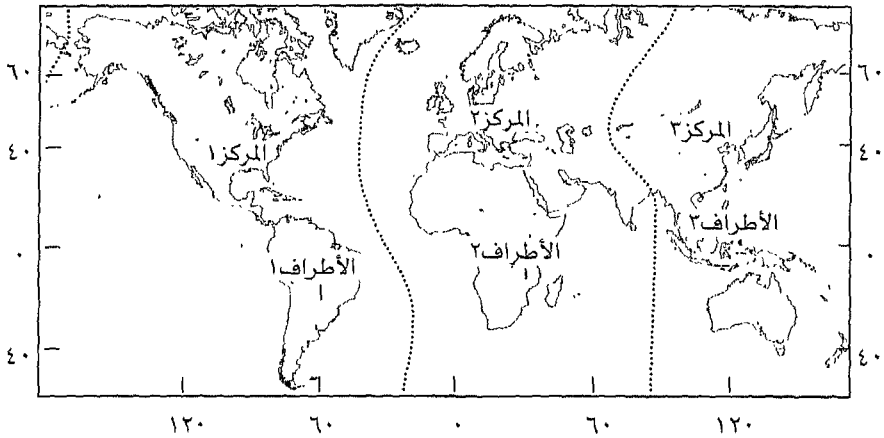 ٦٠
٦٠
المركز٢
المركز٣
٤٠
المركز١
٤٠
الأطراف٣
٠
الأطراف٢
٠
الأطراف١
٤٠
٤٠
١٢٠ ٦٠ ٠ ٦٠ ١٢٠